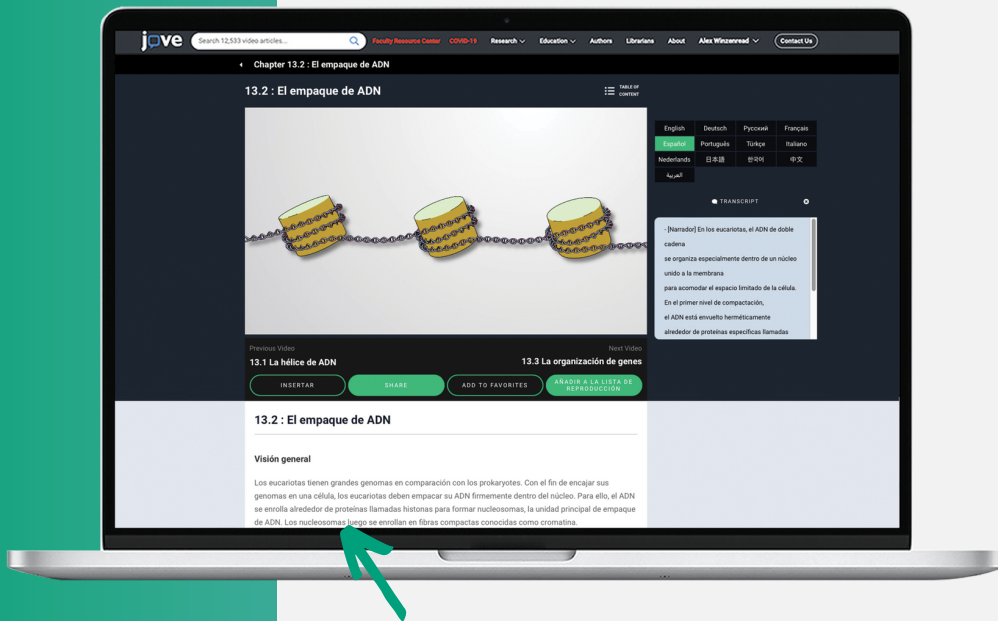 jove
Search 12,533 video articles...
Faculty Resource Center COVID-19 Research Education Authors Librarians About Alex Winzenread Contact Us
Chapter 13.2 : El empaque de ADN
13.2 : El empaque de ADN
TABLE OF
CONTENT
English Deutsch Русский Français
Español Português Türkçe Italiano
Nederlands 日本語 한국어 中文
العربية
TRANSCRIPT
- [Narrador] En los eucariotas, el ADN de doble
cadena
se organiza especialmente dentro de un núcleo
unido a la membrana
para acomodar el espacio limitado de la célula.
En el primer nivel de compactación,
el ADN está envuelto herméticamente
alrededor de proteínas específicas llamadas
Previous Video
13.1 La hélice de ADN
Next Video
13.3 La organización de genes
INSERTAR
SHARE
ADD TO FAVORITES
AÑADIR A LA LISTA DE
REPRODUCCIÓN
13.2 : El empaque de ADN
Visión general
Los eucariotas tienen grandes genomas en comparación con los prokaryotes. Con el fin de encajar sus
genomas en una célula, los eucariotas deben empacar su ADN firmemente dentro del núcleo. Para ello, el ADN
se enrolla alrededor de proteínas llamadas histonas para formar nucleosomas, la unidad principal de empaque
de ADN. Los nucleosomas luego se enrollan en fibras compactas conocidas como cromatina.